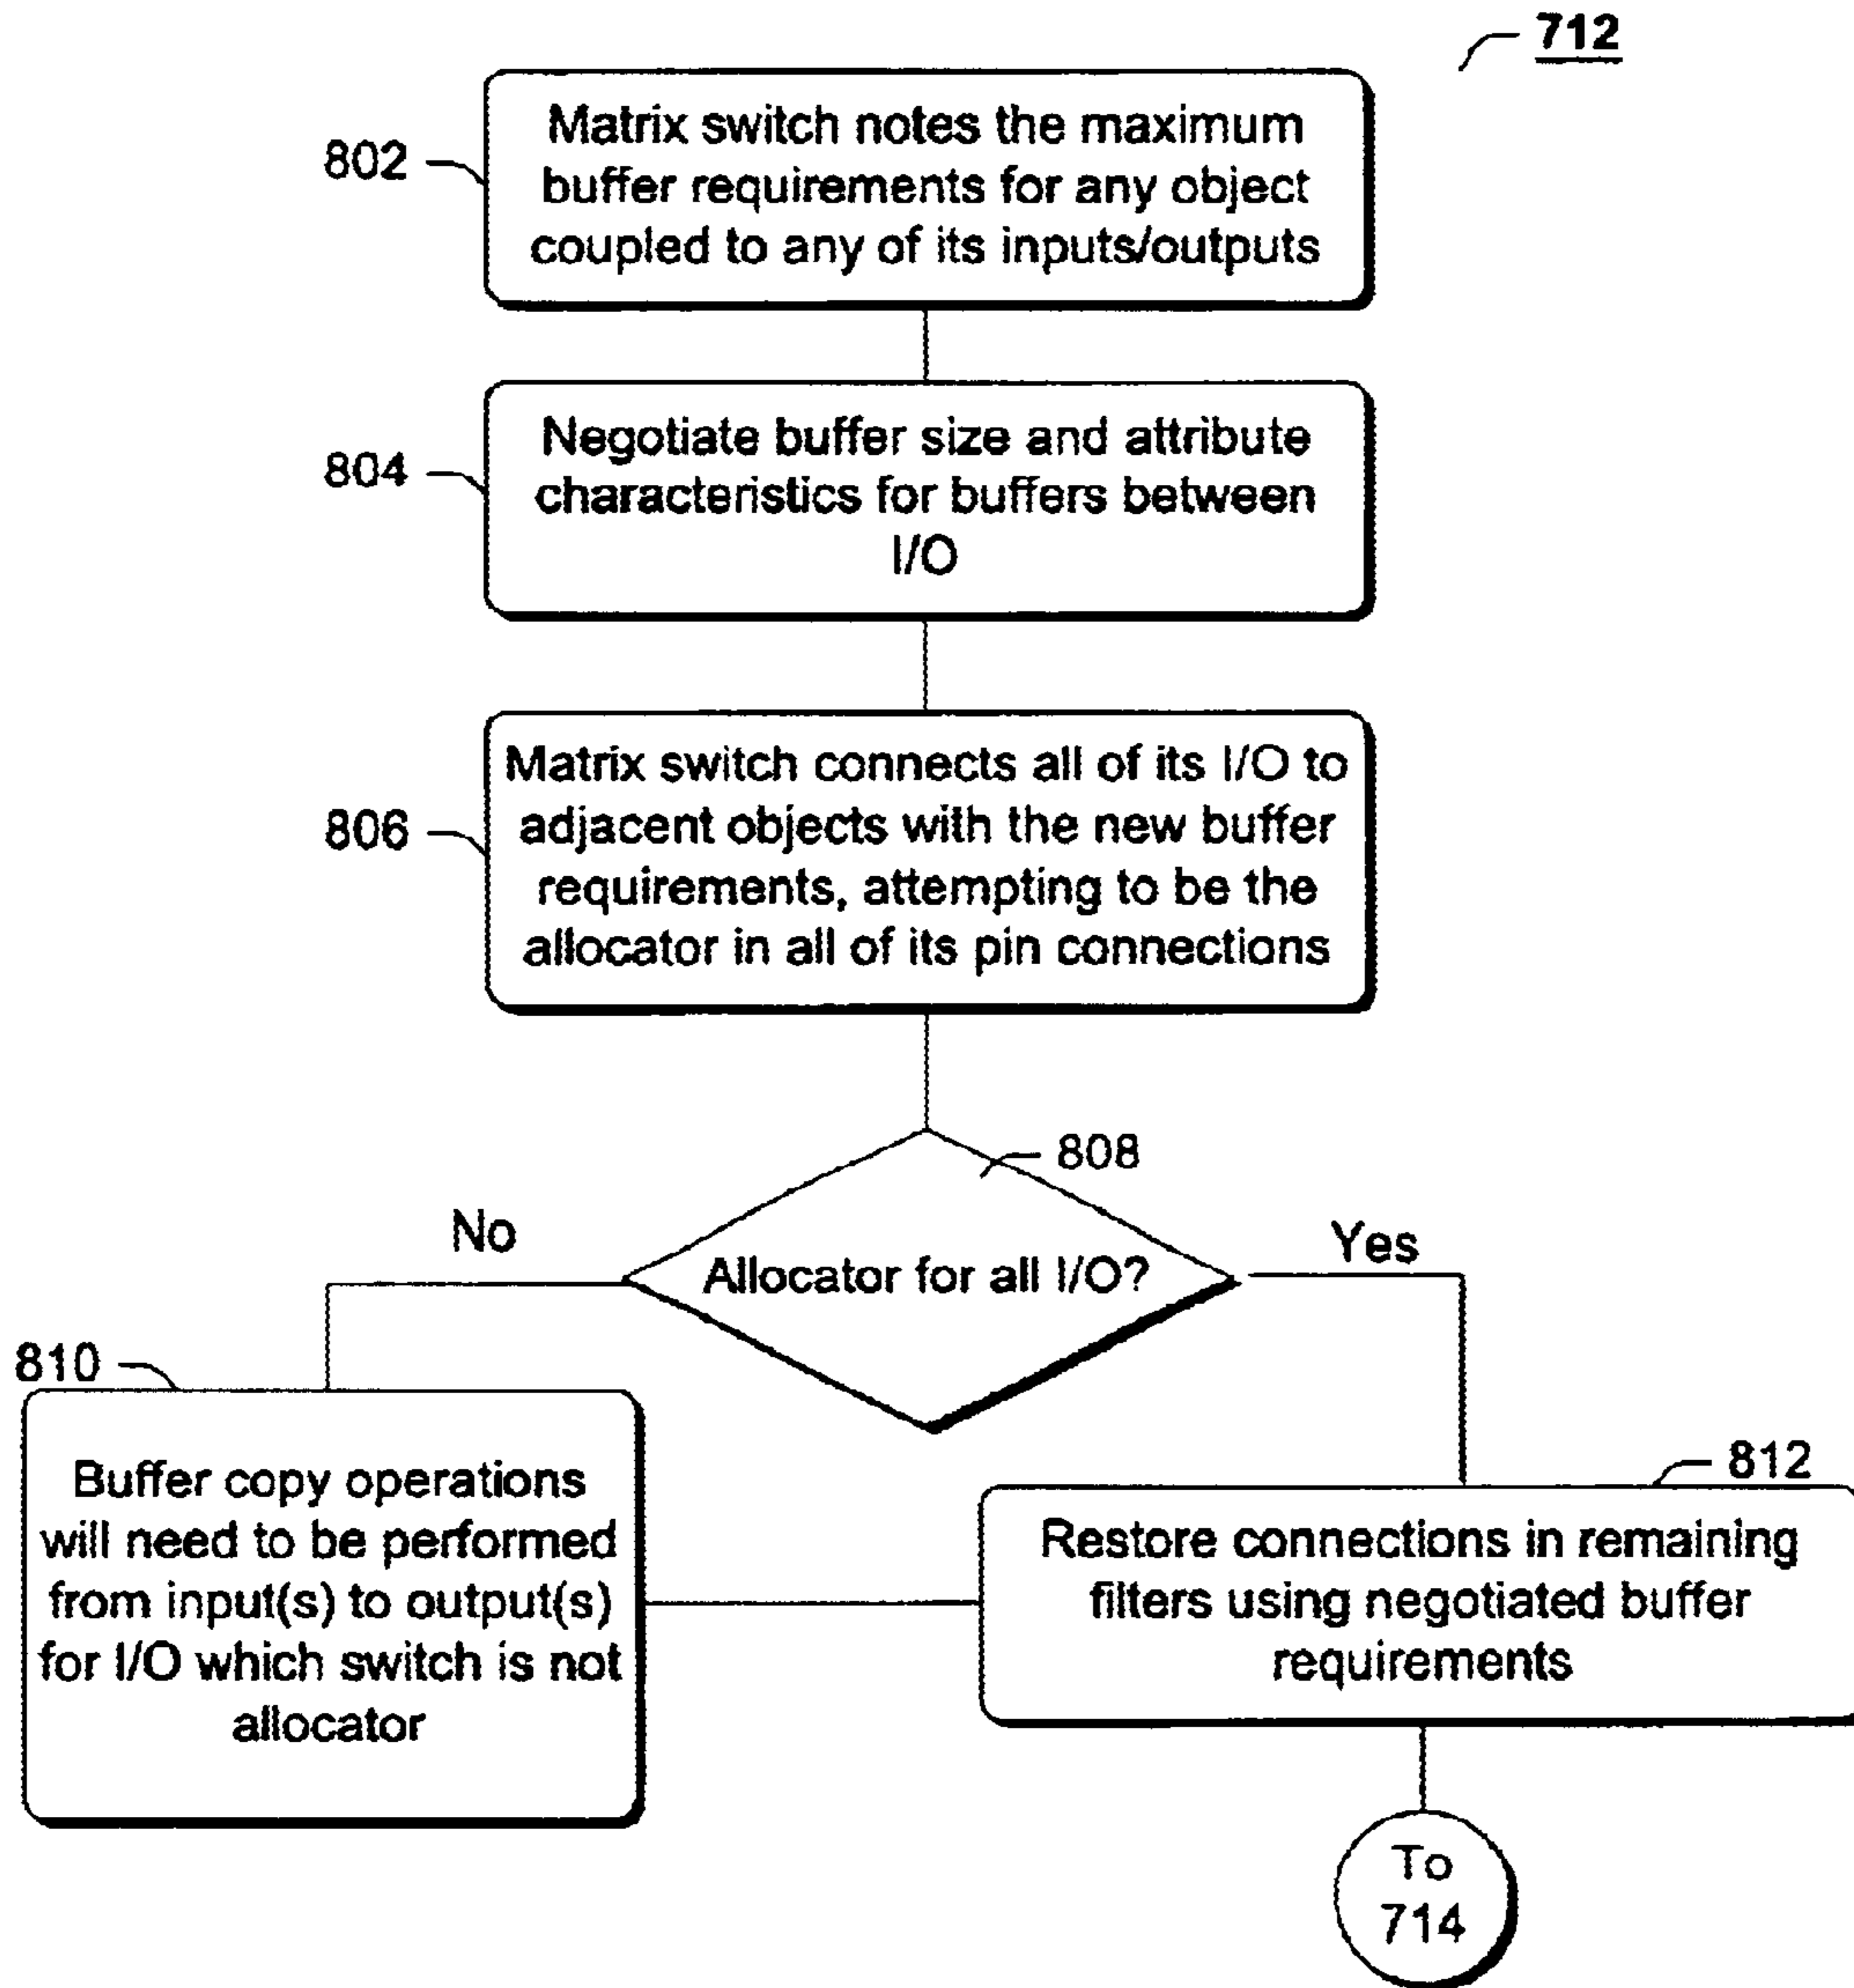 712
802
Matrix switch notes the maximum
buffer requirements for any object
coupled to any of its inputs/outputs
804
Negotiate buffer size and attribute
characteristics for buffers between
I/O
806
Matrix switch connects all of its I/O to
adjacent objects with the new buffer
requirements, attempting to be the
allocator in all of its pin connections
808
No
Allocator for all I/O?
Yes
810
Buffer copy operations
will need to be performed
from input(s) to output(s)
for I/O which switch is not
allocator
812
Restore connections in remaining
filters using negotiated buffer
requirements
To
714